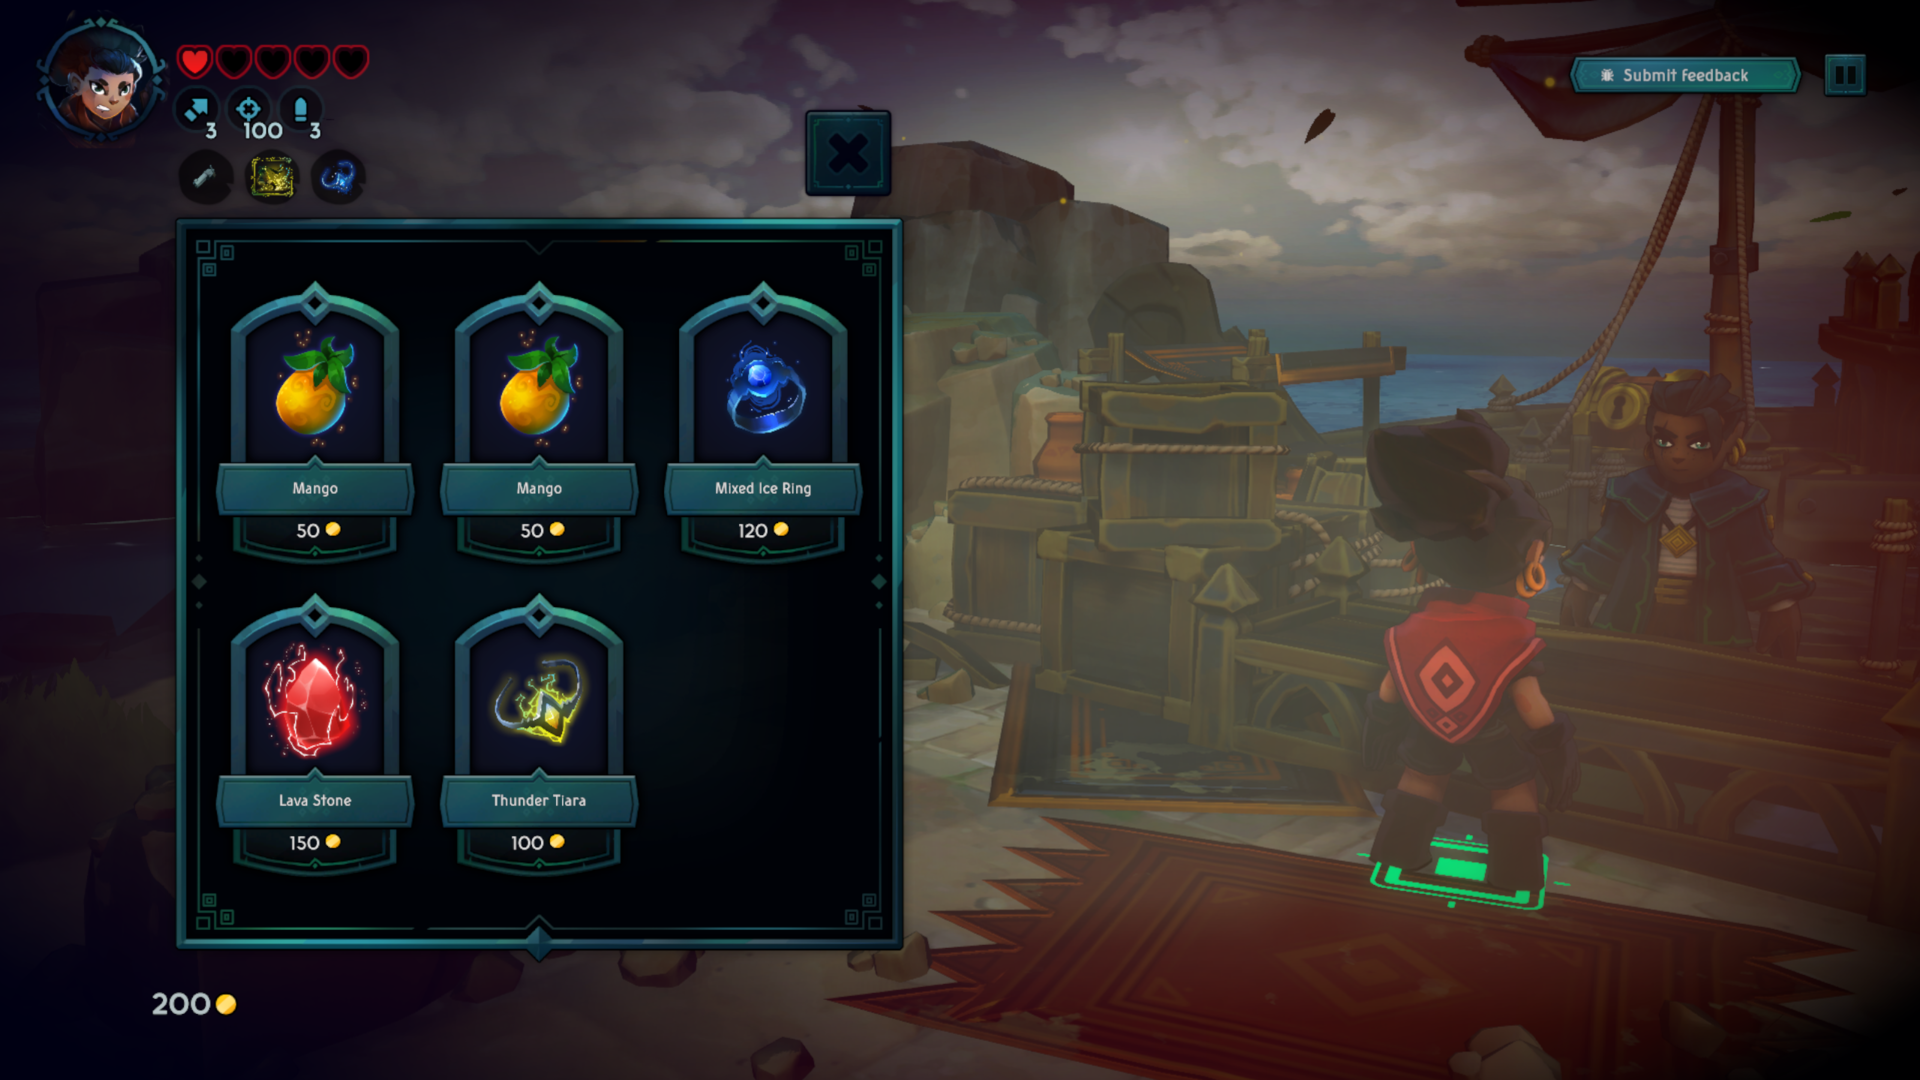 Submit feedback
3 100 3
Mango
50
Mango
50
Mixed Ice Ring
120
Lava Stone
150
Thunder Tiara
100
200